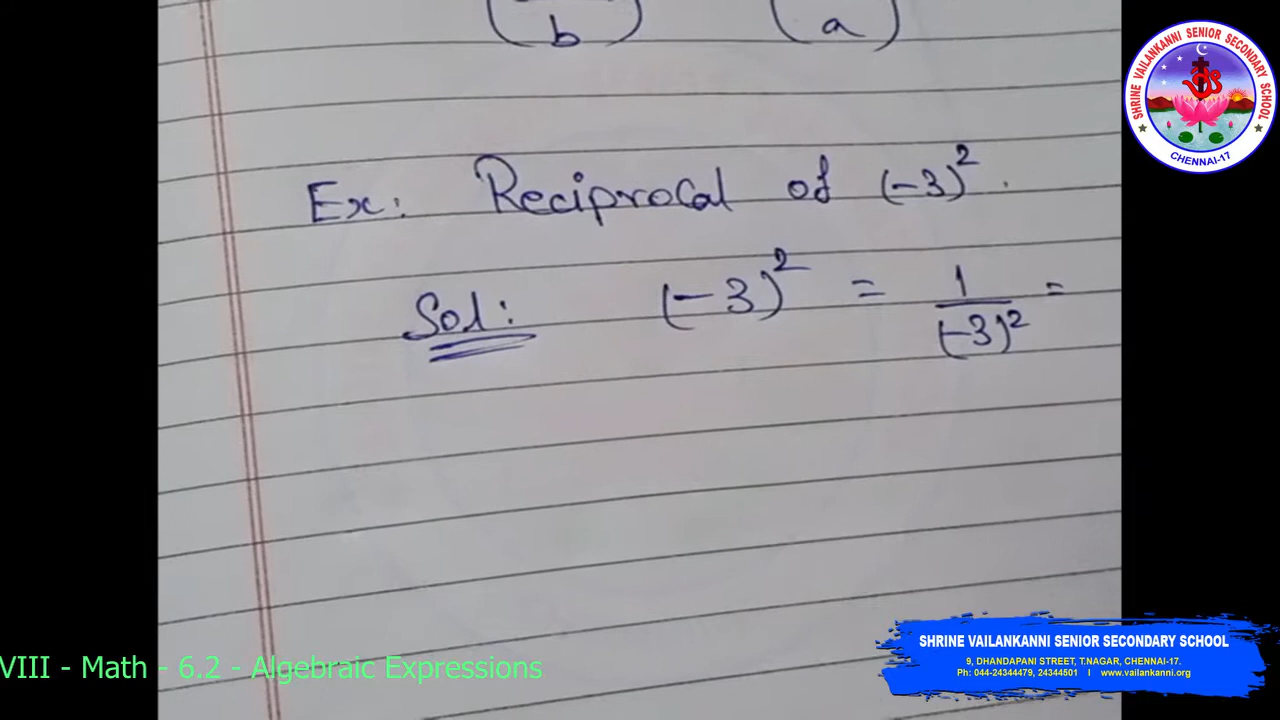 (b) (a)
Ex: Reciprocal of (-3)².
Sol: (-3)² = 1/(-3)² =
SHRINE VAILANKANNI SENIOR SECONDARY SCHOOL
CHENNAI-17
VIII - Math - 6.2 - Algebraic Expressions
SHRINE VAILANKANNI SENIOR SECONDARY SCHOOL
9, DHANDAPANI STREET, T.NAGAR, CHENNAI-17.
Ph: 044-24344479, 24344501 I www.vailankanni.org